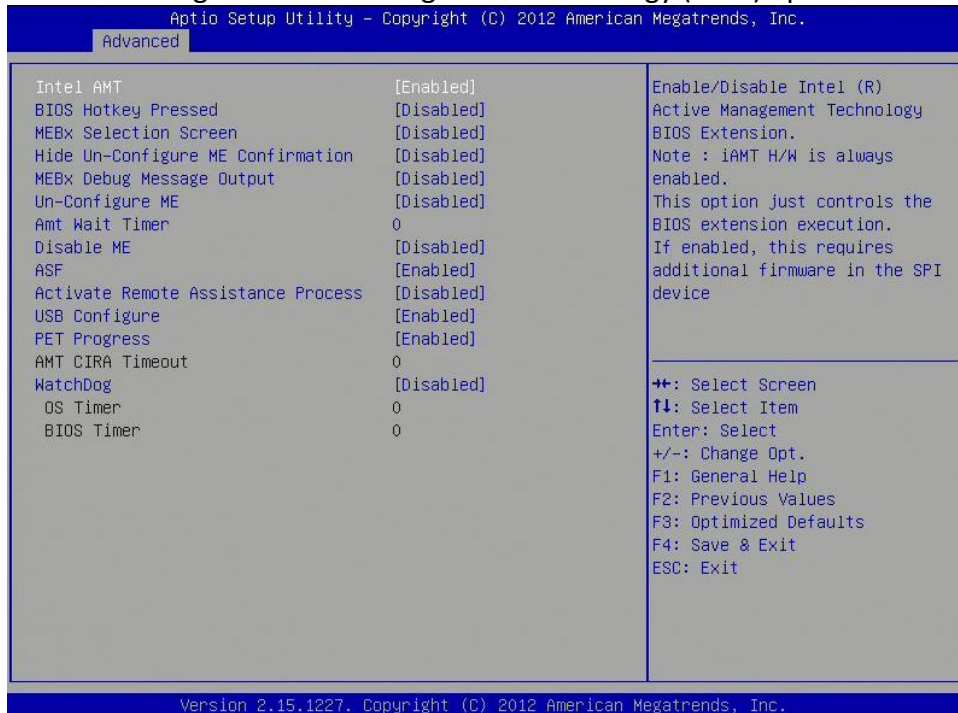 Aptio Setup Utility – Copyright (C) 2012 American Megatrends, Inc.
Advanced
Intel AMT [Enabled]
BIOS Hotkey Pressed [Disabled]
MEBx Selection Screen [Disabled]
Hide Un-Configure ME Confirmation [Disabled]
MEBx Debug Message Output [Disabled]
Un-Configure ME [Disabled]
Amt Wait Timer 0
Disable ME [Disabled]
ASF [Enabled]
Activate Remote Assistance Process [Disabled]
USB Configure [Enabled]
PET Progress [Enabled]
AMT CIRA Timeout 0
WatchDog [Disabled]
OS Timer 0
BIOS Timer 0
Enable/Disable Intel (R)
Active Management Technology
BIOS Extension.
Note : iAMT H/W is always
enabled.
This option just controls the
BIOS extension execution.
If enabled, this requires
additional firmware in the SPI
device
→←: Select Screen
↑↓: Select Item
Enter: Select
+/-: Change Opt.
F1: General Help
F2: Previous Values
F3: Optimized Defaults
F4: Save & Exit
ESC: Exit
Version 2.15.1227. Copyright (C) 2012 American Megatrends, Inc.